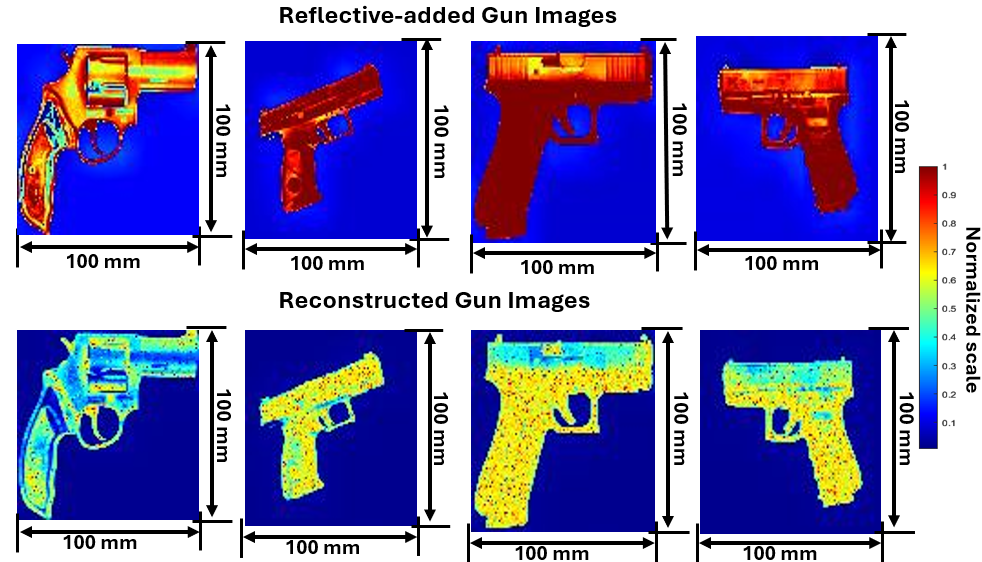 Reflective-added Gun Images
100 mm
100 mm
100 mm
100 mm
100 mm
100 mm
100 mm
100 mm
Reconstructed Gun Images
100 mm
100 mm
100 mm
100 mm
100 mm
100 mm
100 mm
100 mm
1
0.9
0.8
0.7
0.6
0.5
0.4
0.3
0.2
0.1
Normalized scale